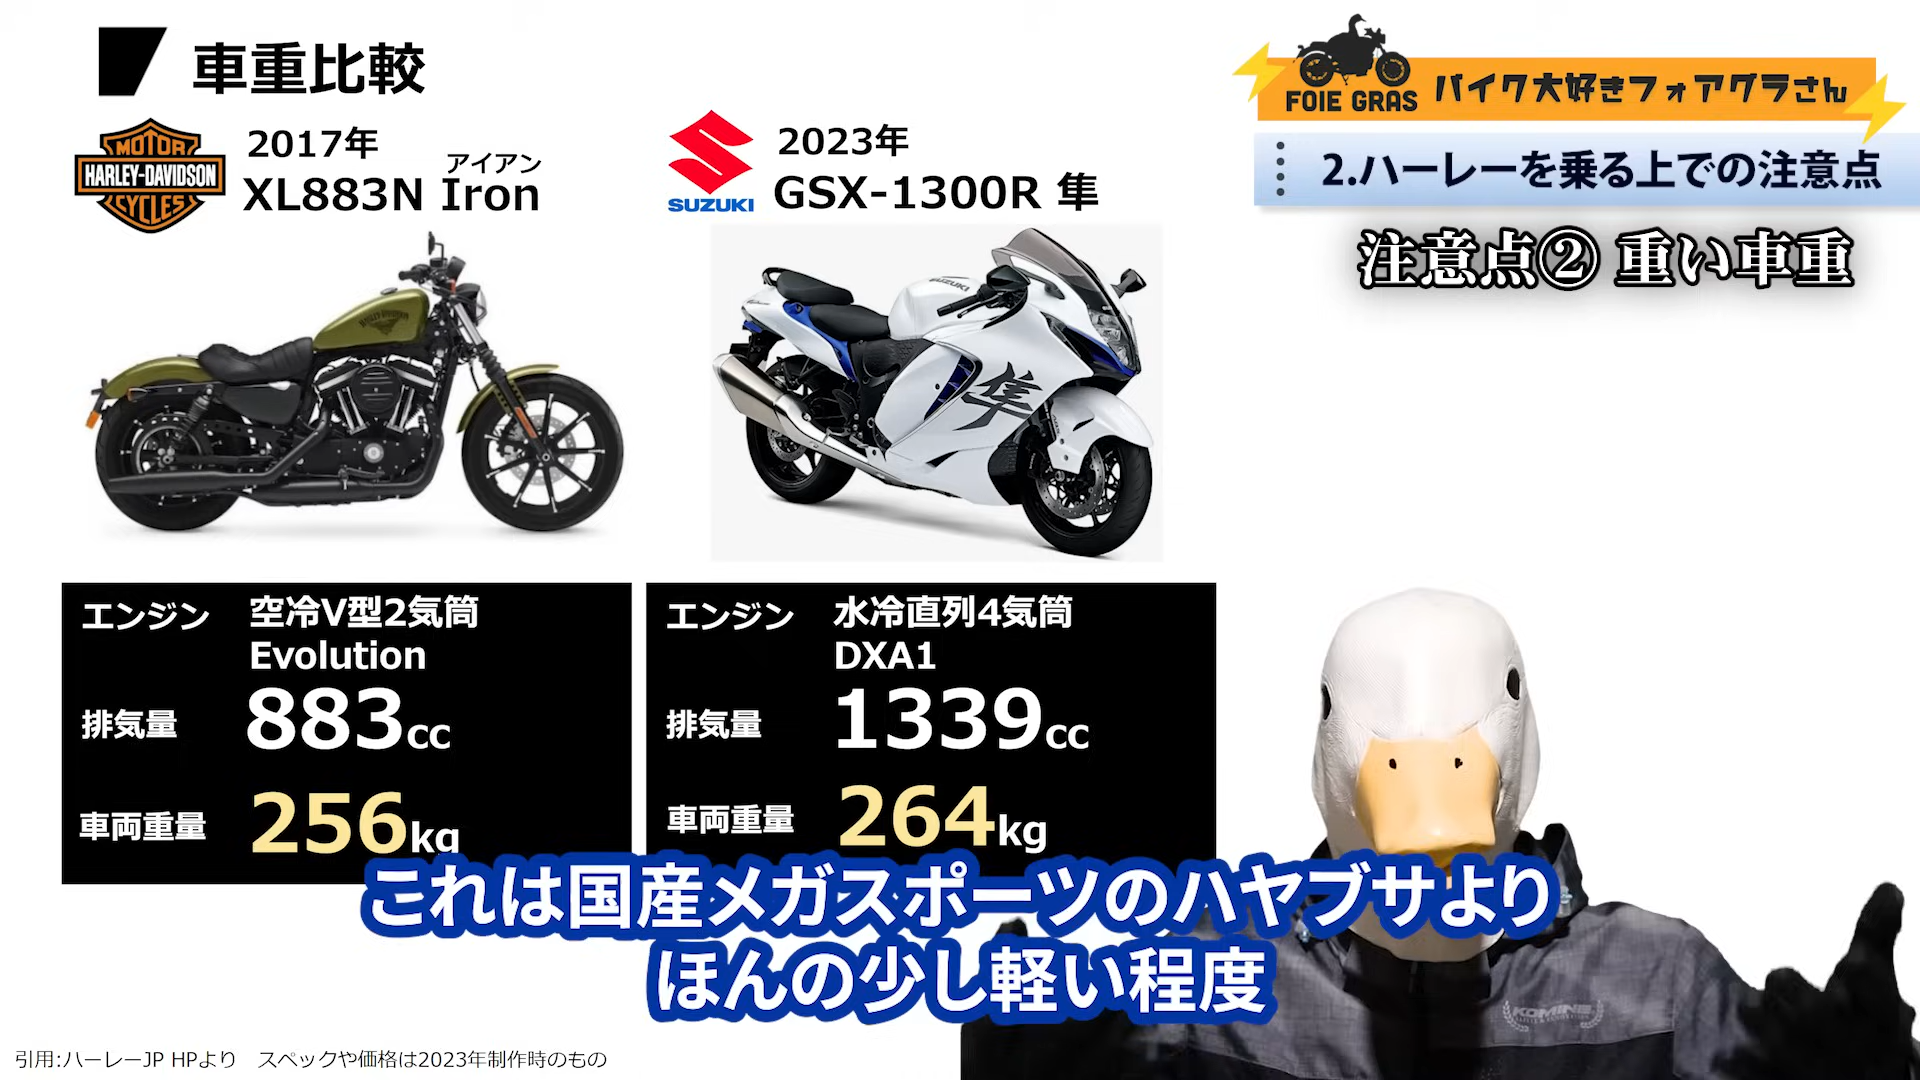 車重比較
MOTOR
HARLEY-DAVIDSON
CYCLES
2017年
アイアン
XL883N Iron
SUZUKI
2023年
GSX-1300R 隼
FOIE GRAS
バイク大好きフォアグラさん
2.ハーレーを乗る上での注意点
注意点② 重い車重
SUZUKI
隼
エンジン 空冷V型2気筒
Evolution
排気量 883cc
車両重量 256kg
エンジン 水冷直列4気筒
DXA1
排気量 1339cc
車両重量 264kg
これは国産メガスポーツのハヤブサより
ほんの少し軽い程度
KOMINE
引用:ハーレーJP HPより スペックや価格は2023年制作時のもの